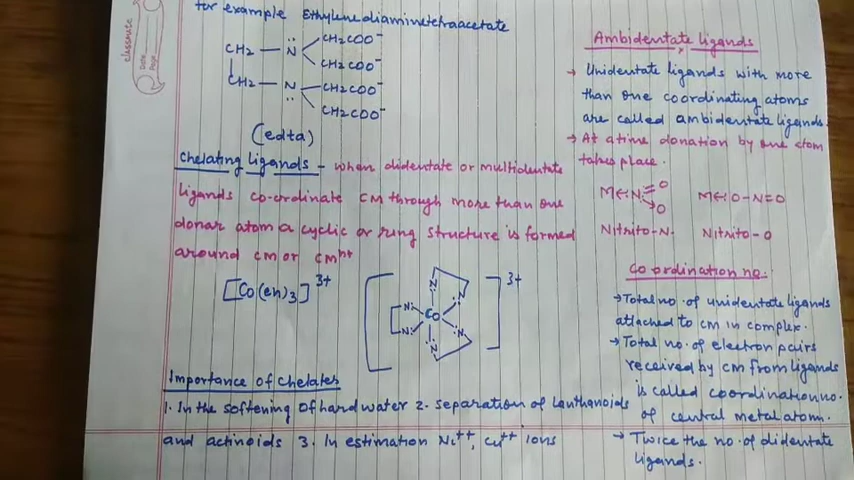 classmate
Date
Page
for example Ethylenediaminetetraacetate
CH2 — N̈ CH2COO⁻
CH2COO⁻
CH2 — N̈ CH2COO⁻
CH2COO⁻
(edta)
Chelating ligands - when didentate or multidentate
ligands co-ordinate CM through more than one
donar atom a cyclic or ring structure is formed
around cm or cmⁿ⁺
[Co(en)3]³⁺
N N N N N N Co 3+
Importance of chelates
1. In the softening of hard water 2. separation of lanthanoids
and actinoids 3. In estimation Ni⁺⁺, Cu⁺⁺ Ions
Ambidentate ligands
→ Unidentate ligands with more
than one coordinating atoms
are called ambidentate ligands.
→ At a time donation by one atom
takes place.
M←:N=O →O M←:O-N=O
Nitrito-N. Nitrito-O
Co ordination no.
→ Total no. of unidentate ligands
attached to cm in complex.
→ Total no. of electron pairs
received by cm from ligands
is called coordination no.
of central metal atom.
→ Twice the no. of didentate
ligands.